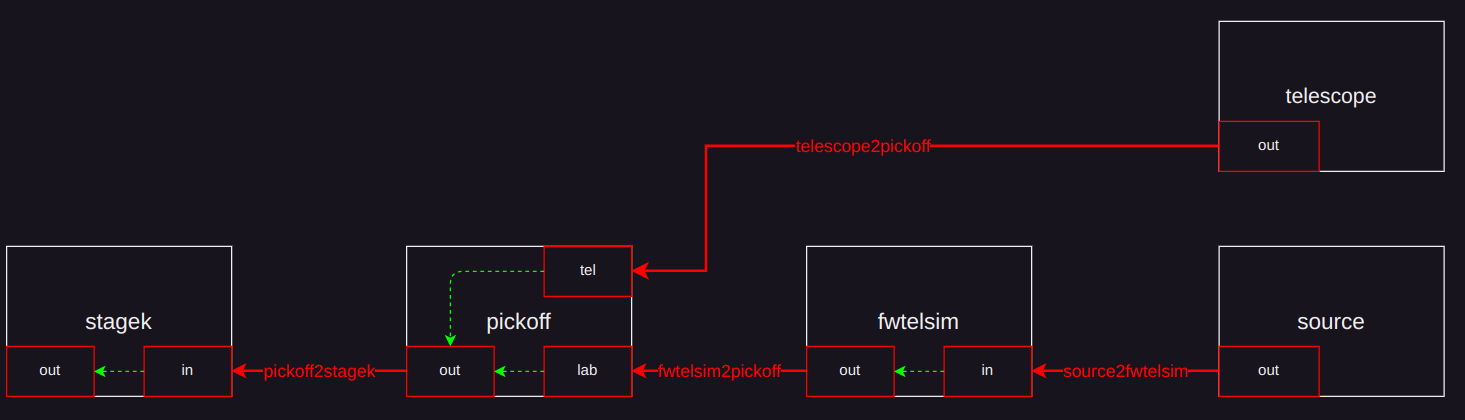 telescope
out
telescope2pickoff
tel
stagek
pickoff
fwtelsim
source
out
in
pickoff2stagek
out
lab
fwtelsim2pickoff
out
in
source2fwtelsim
out